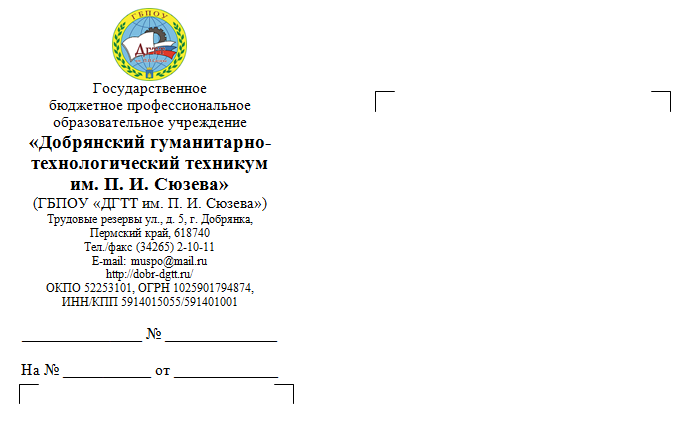 ГБПОУ
ДГТТ
Государственное
бюджетное профессиональное
образовательное учреждение
«Добрянский гуманитарно-
технологический техникум
им. П. И. Сюзева»
(ГБПОУ «ДГТТ им. П. И. Сюзева»)
Трудовые резервы ул., д. 5, г. Добрянка,
Пермский край, 618740
Тел./факс (34265) 2-10-11
E-mail: muspo@mail.ru
http://dobr-dgtt.ru/
ОКПО 52253101, ОГРН 1025901794874,
ИНН/КПП 5914015055/591401001
_______________ № ______________
На № ___________ от _____________